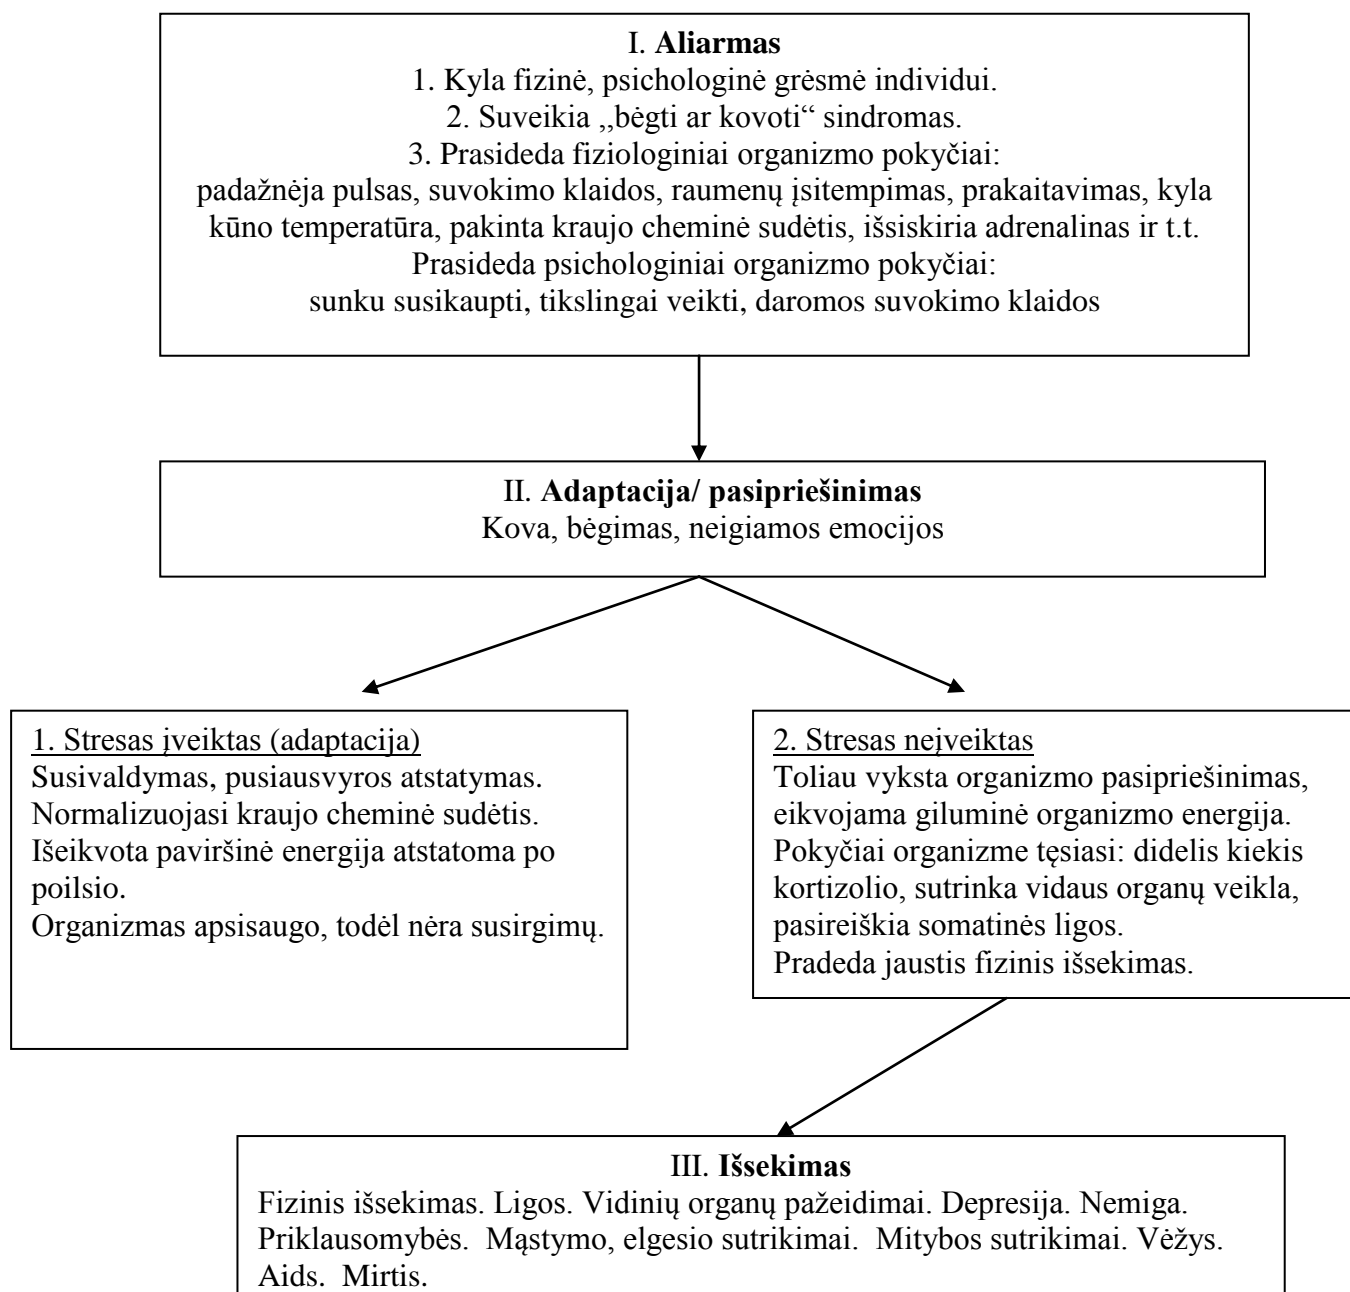 I. Aliarmas
1. Kyla fizinė, psichologinė grėsmė individui.
2. Suveikia ,,bėgti ar kovoti“ sindromas.
3. Prasideda fiziologiniai organizmo pokyčiai:
padažnėja pulsas, suvokimo klaidos, raumenų įsitempimas, prakaitavimas, kyla
kūno temperatūra, pakinta kraujo cheminė sudėtis, išsiskiria adrenalinas ir t.t.
Prasideda psichologiniai organizmo pokyčiai:
sunku susikaupti, tikslingai veikti, daromos suvokimo klaidos
II. Adaptacija/ pasipriešinimas
Kova, bėgimas, neigiamos emocijos
1. Stresas įveiktas (adaptacija)
Susivaldymas, pusiausvyros atstatymas.
Normalizuojasi kraujo cheminė sudėtis.
Išeikvota paviršinė energija atstatoma po
poilsio.
Organizmas apsisaugo, todėl nėra susirgimų.
2. Stresas neįveiktas
Toliau vyksta organizmo pasipriešinimas,
eikvojama giluminė organizmo energija.
Pokyčiai organizme tęsiasi: didelis kiekis
kortizolio, sutrinka vidaus organų veikla,
pasireiškia somatinės ligos.
Pradeda jaustis fizinis išsekimas.
III. Išsekimas
Fizinis išsekimas. Ligos. Vidinių organų pažeidimai. Depresija. Nemiga.
Priklausomybės.  Mąstymo, elgesio sutrikimai.  Mitybos sutrikimai. Vėžys.
Aids.  Mirtis.